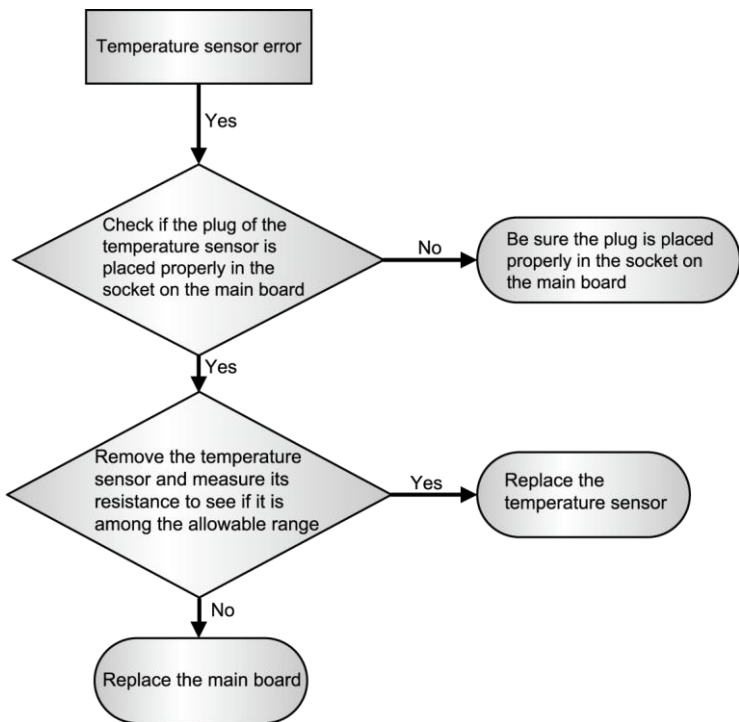 Temperature sensor error
Yes
Check if the plug of the
temperature sensor is
placed properly in the
socket on the main board
No
Be sure the plug is placed
properly in the socket on
the main board
Yes
Remove the temperature
sensor and measure its
resistance to see if it is
among the allowable range
Yes
Replace the
temperature sensor
No
Replace the main board